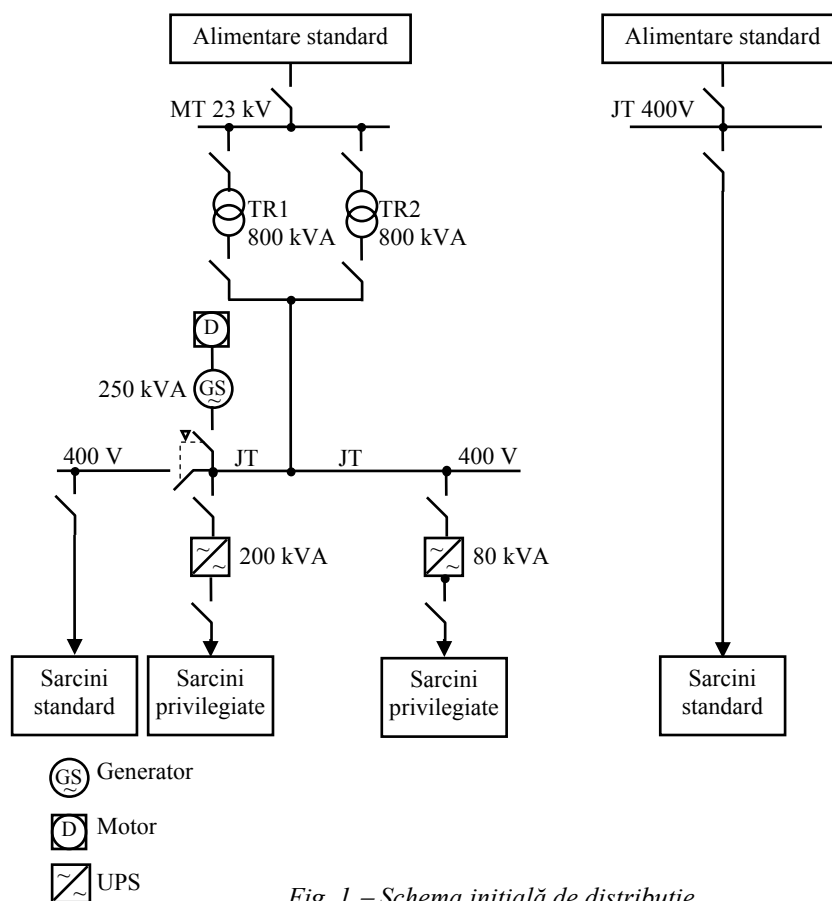 Alimentare standard
Alimentare standard
MT 23 kV
JT 400V
TR1
800 kVA
TR2
800 kVA
D
250 kVA
GS
~
400 V
JT
JT
400 V
~
~
200 kVA
~
~
80 kVA
Sarcini
standard
Sarcini
privilegiate
Sarcini
privilegiate
Sarcini
standard
GS
~
Generator
D
Motor
~
~
UPS
Fig. 1 – Schema inițială de distribuție